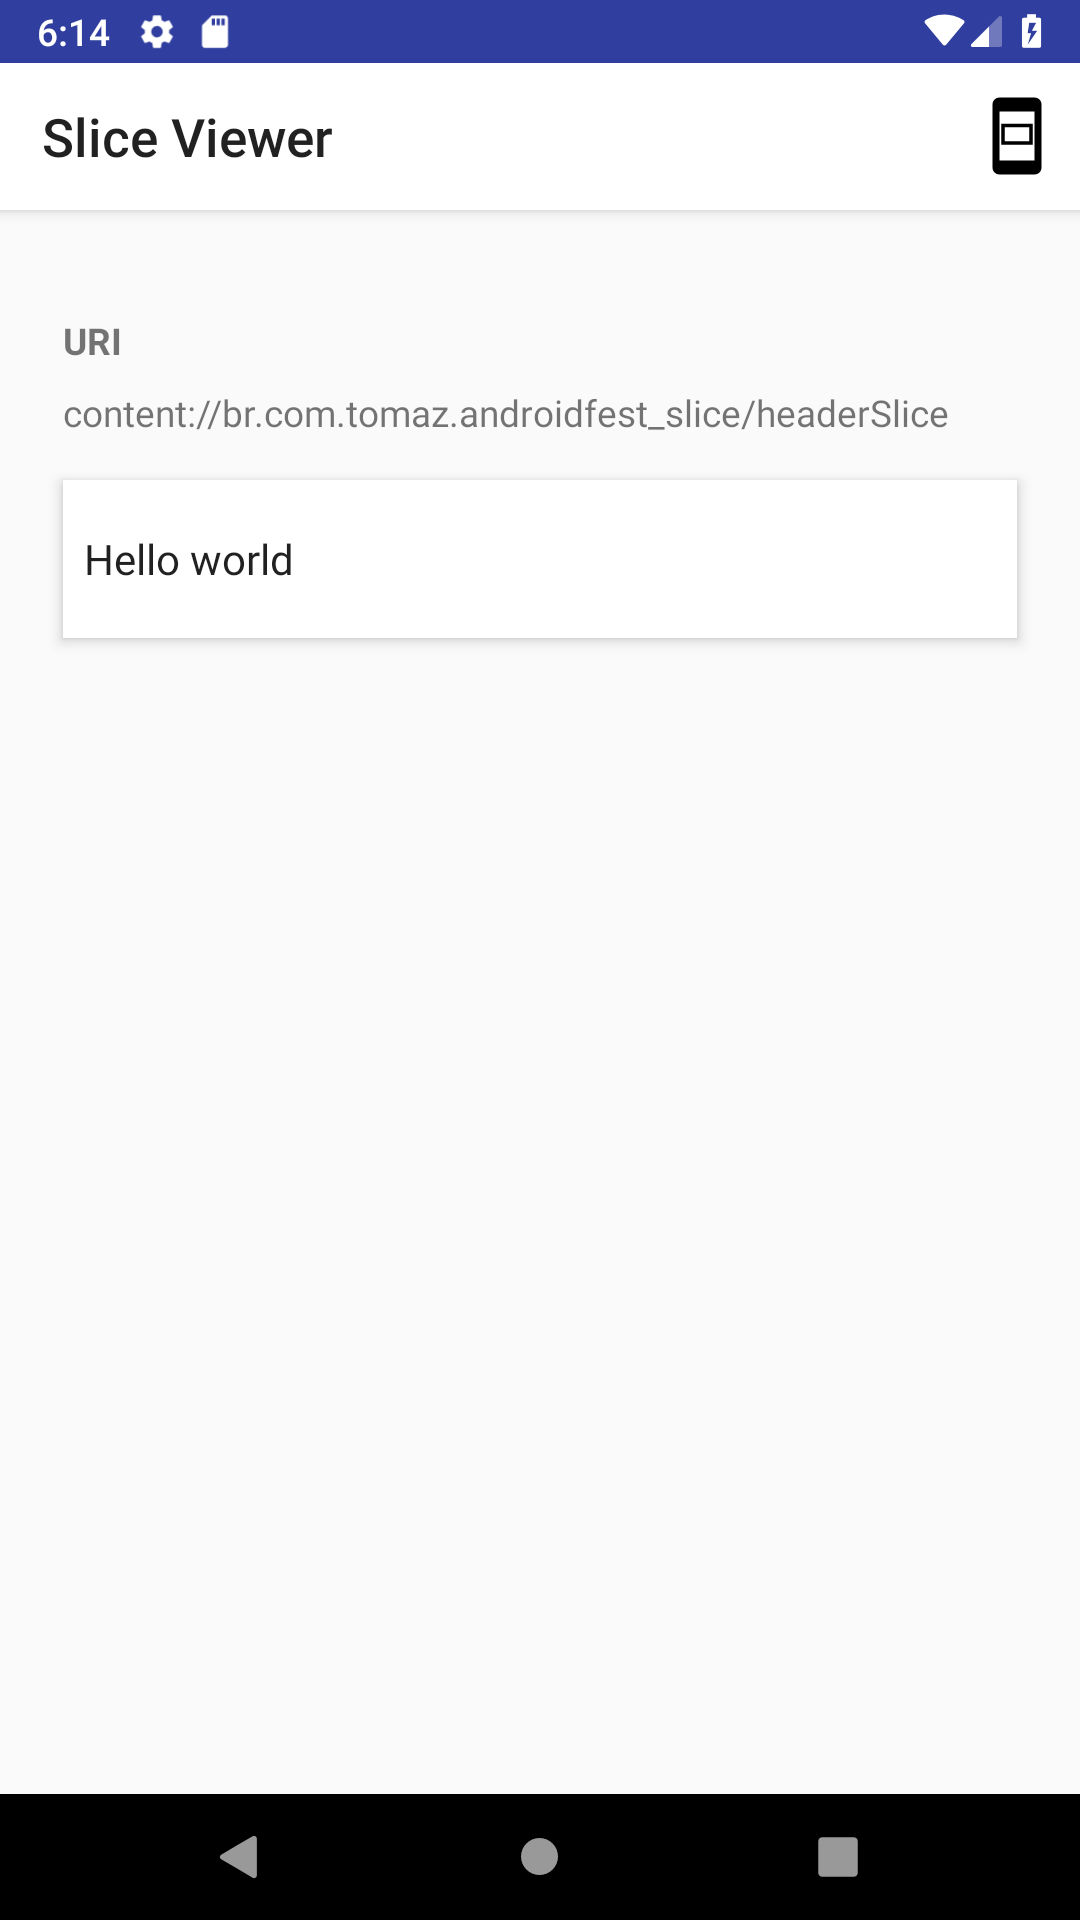 6:14
Slice Viewer
URI
content://br.com.tomaz.androidfest_slice/headerSlice
Hello world